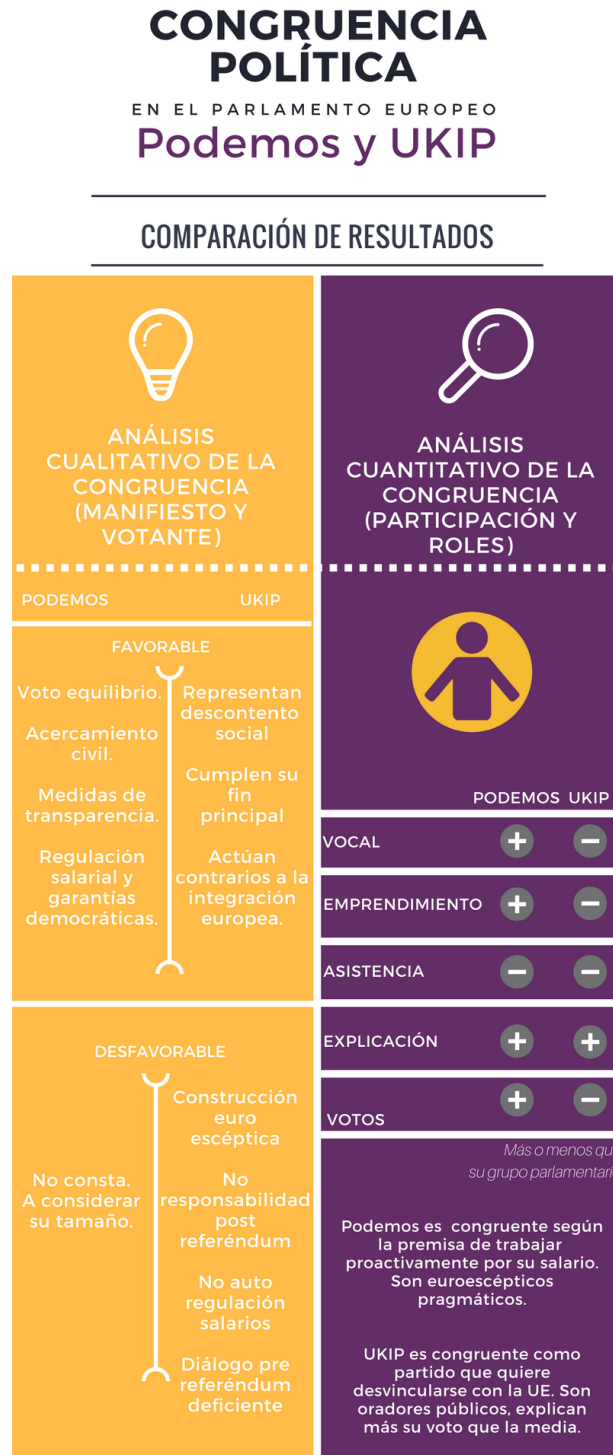 CONGRUENCIA
POLÍTICA
EN EL PARLAMENTO EUROPEO
Podemos y UKIP
COMPARACIÓN DE RESULTADOS
ANÁLISIS
CUALITATIVO DE LA
CONGRUENCIA
(MANIFIESTO Y
VOTANTE)
PODEMOS UKIP
FAVORABLE
Voto equilibrio.
Acercamiento
civil.
Medidas de
transparencia.
Regulación
salarial y
garantías
democráticas.
Representan
descontento
social
Cumplen su
fin
principal
Actúan
contrarios a la
integración
europea.
DESFAVORABLE
No consta.
A considerar
su tamaño.
Construcción
euro
escéptica
No
responsabilidad
post
referéndum
No auto
regulación
salarios
Diálogo pre
referéndum
deficiente
ANÁLISIS
CUANTITATIVO DE LA
CONGRUENCIA
(PARTICIPACIÓN Y
ROLES)
PODEMOS UKIP
VOCAL + −
EMPRENDIMIENTO + −
ASISTENCIA − −
EXPLICACIÓN + +
VOTOS + −
Más o menos qu
su grupo parlamentari
Podemos es congruente según
la premisa de trabajar
proactivamente por su salario.
Son euroescépticos
pragmáticos.
UKIP es congruente como
partido que quiere
desvincularse con la UE. Son
oradores públicos, explican
más su voto que la media.